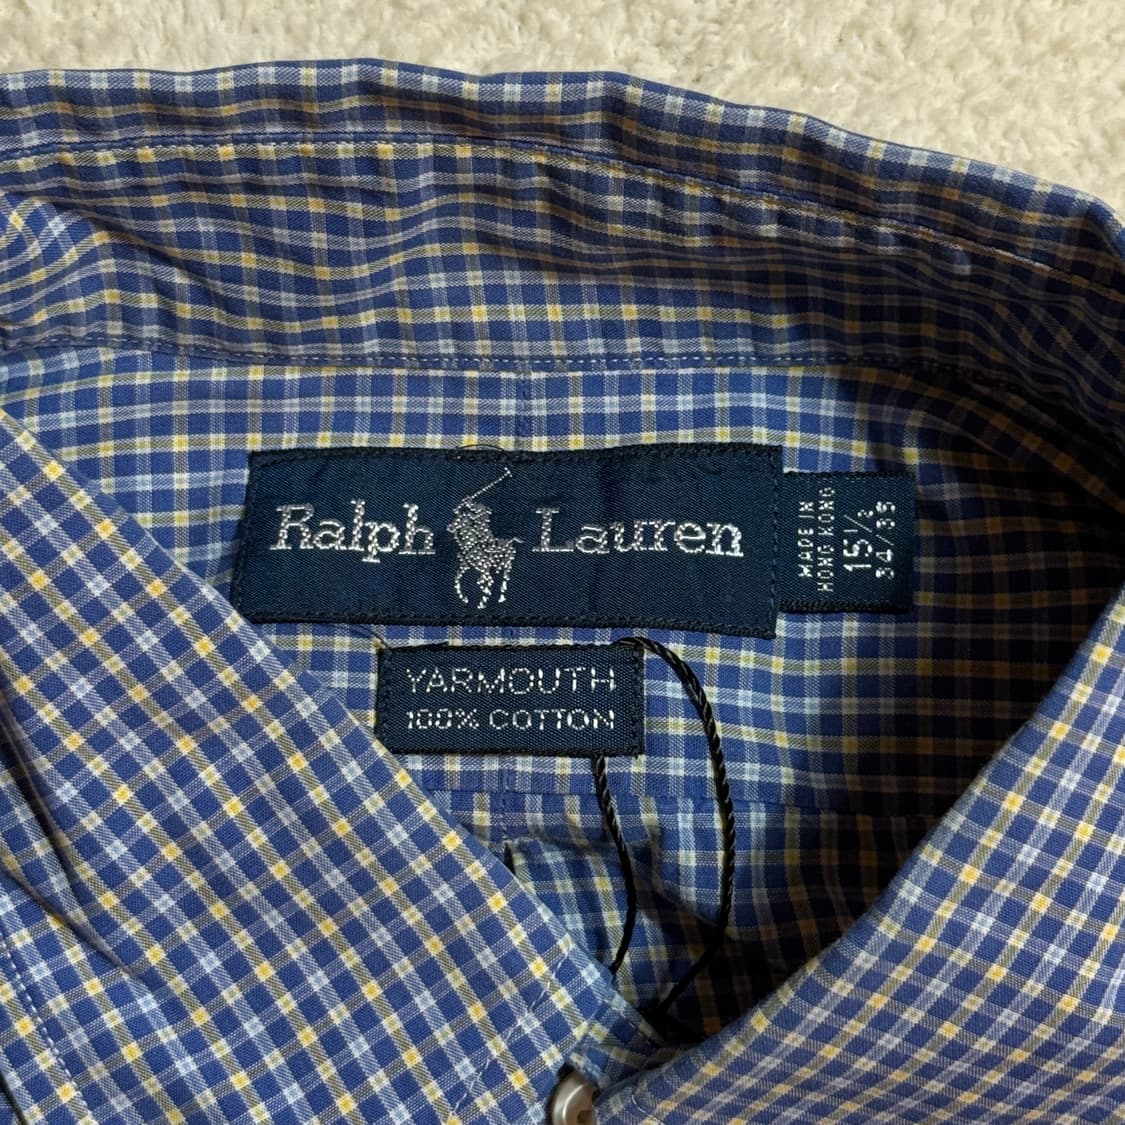 Ralph Lauren
MADE IN
HONG KONG
15½
34/35
YARMOUTH
100% COTTON